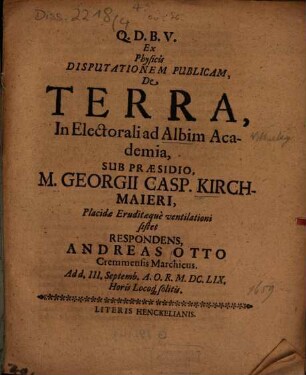 Diss. 2218/4
Q. D. B. V.
Ex
Physicis
DISPUTATIONEM PUBLICAM,
De
TERRA,
In Electorali ad Albim Aca-
demia,
SUB PRÆSIDIO,
M. GEORGII CASP. KIRCH-
MAIERI,
Placidæ Eruditæquè ventilationi
sistet
RESPONDENS,
ANDREAS OTTO
Cremmensis Marchicus.
Add. III, Septemb. A. O. R. M. DC. LIX,
Horis Locoq; solitis.
1659
LITERIS HENCKELIANIS.